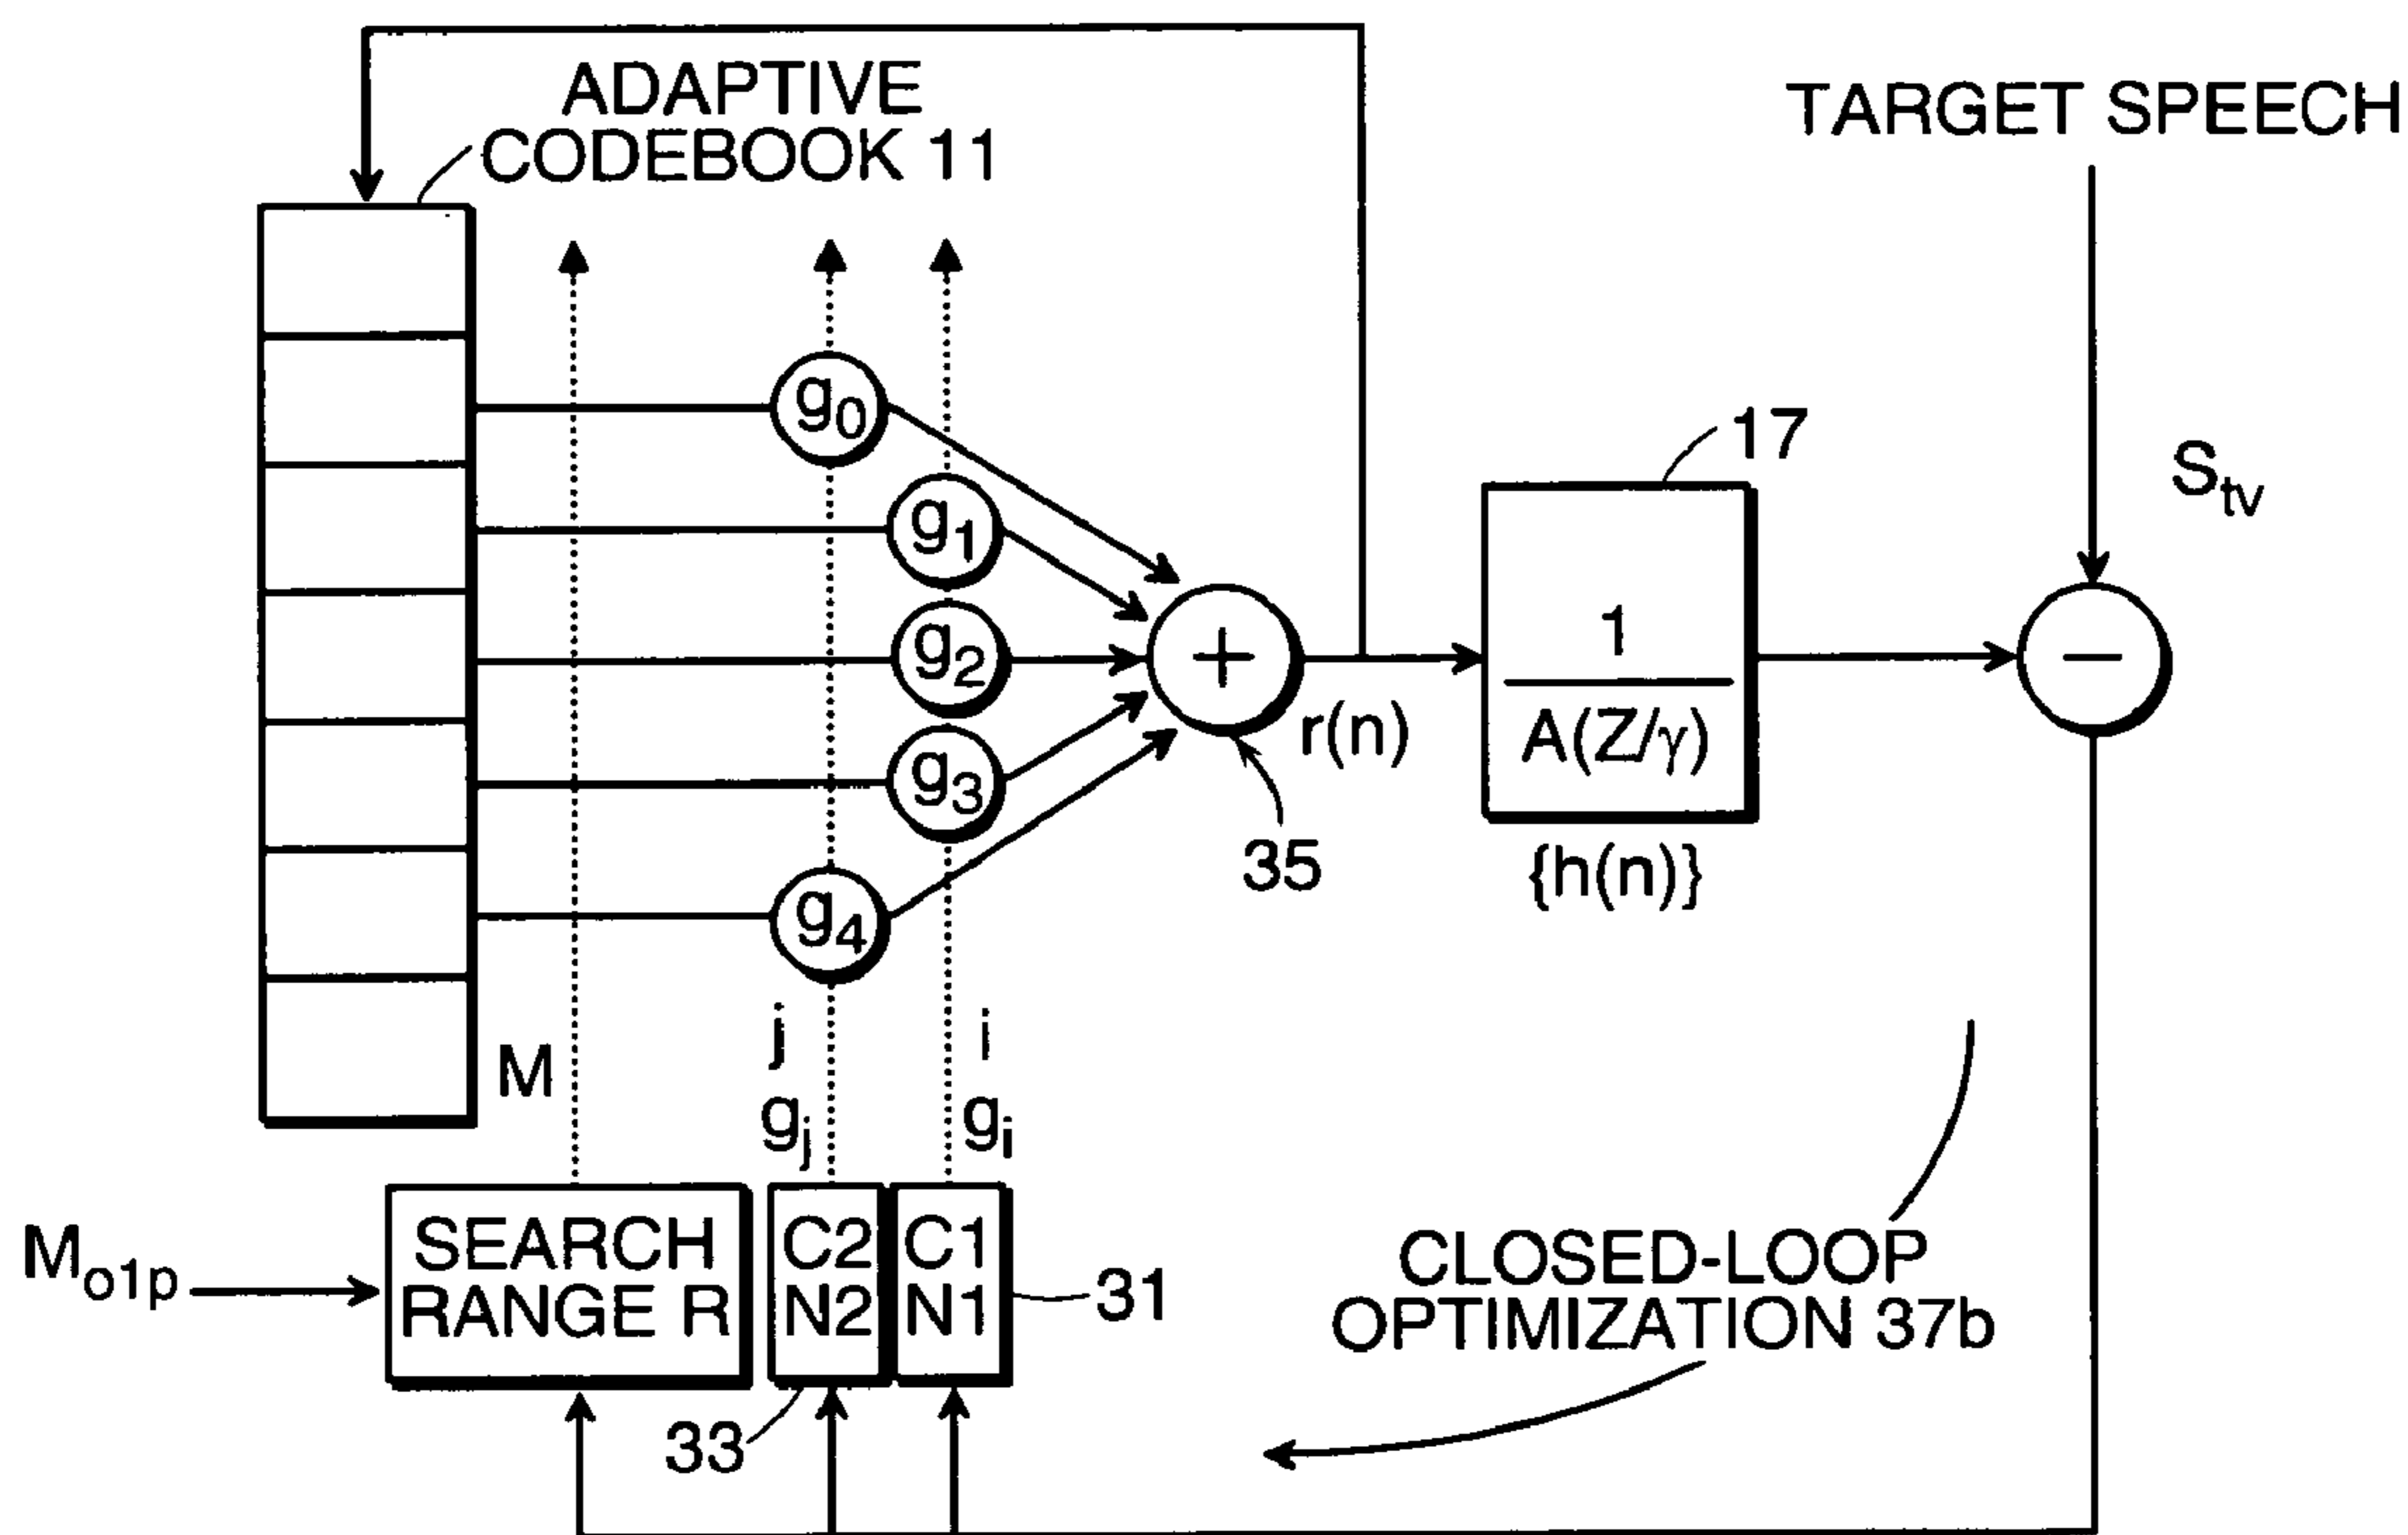 ADAPTIVE
CODEBOOK 11
TARGET SPEECH
g0
g1
g2
g3
g4
+
35
r(n)
17
1
A(Z/γ)
{h(n)}
Stv
−
M
j
gj
i
gi
Mo1p
SEARCH
RANGE R
C2
N2
C1
N1
31
33
CLOSED-LOOP
OPTIMIZATION 37b